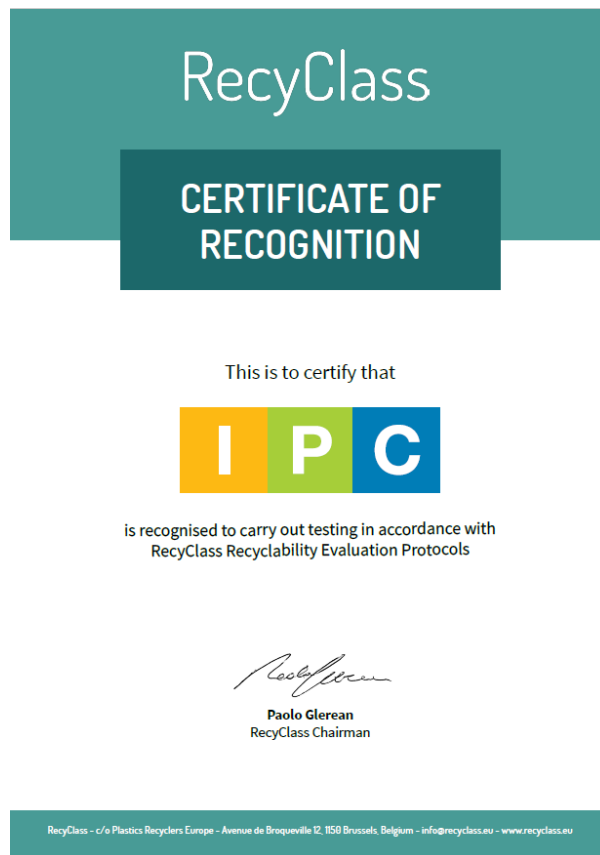 RecyClass
CERTIFICATE OF
RECOGNITION
This is to certify that
I P C
is recognised to carry out testing in accordance with
RecyClass Recyclability Evaluation Protocols
Paolo Glerean
RecyClass Chairman
RecyClass - c/o Plastics Recyclers Europe - Avenue de Broqueville 12, 1150 Brussels, Belgium - info@recyclass.eu - www.recyclass.eu